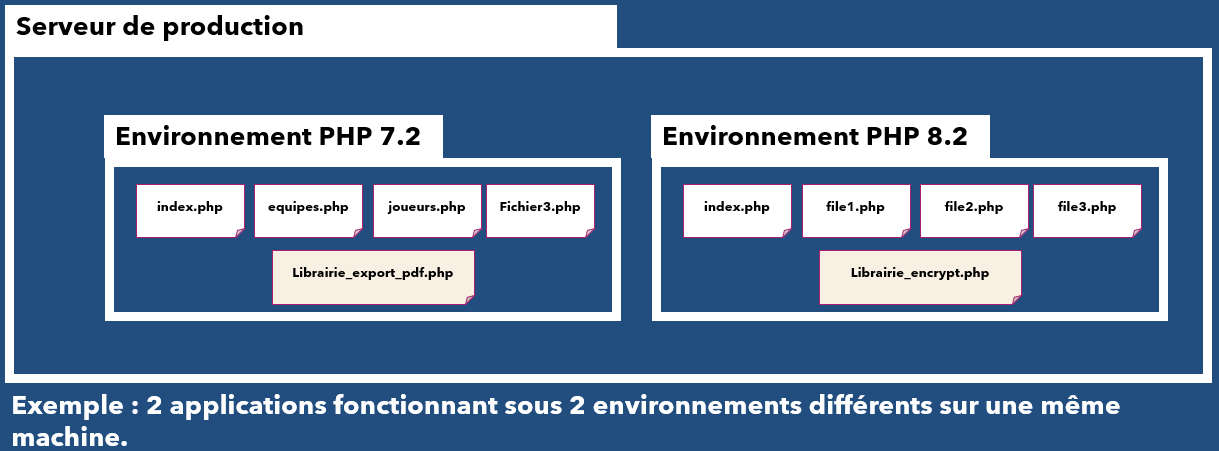 Serveur de production
Environnement PHP 7.2
Environnement PHP 8.2
index.php
equipes.php
joueurs.php
Fichier3.php
Librairie_export_pdf.php
index.php
file1.php
file2.php
file3.php
Librairie_encrypt.php
Exemple : 2 applications fonctionnant sous 2 environnements différents sur une même
machine.